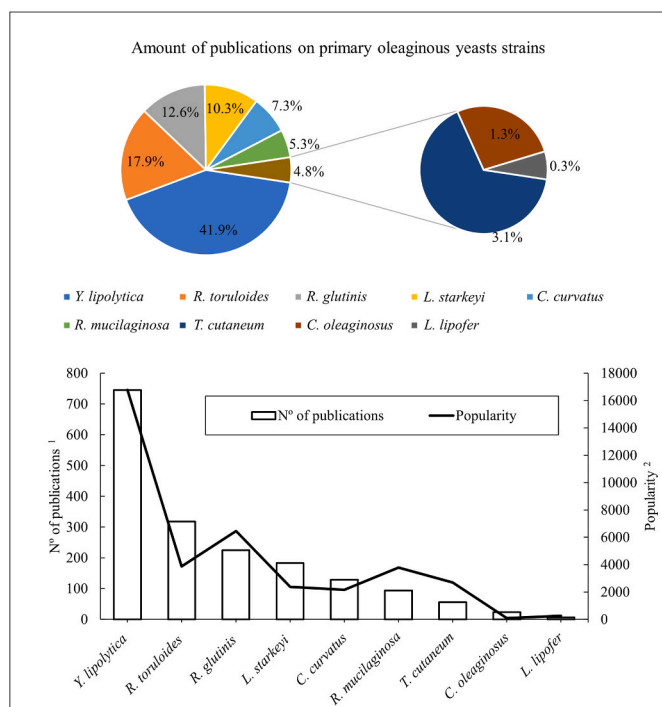 Amount of publications on primary oleaginous yeasts strains
12.6%
10.3%
7.3%
5.3%
4.8%
17.9%
41.9%
1.3%
0.3%
3.1%
Y. lipolytica
R. toruloides
R. glutinis
L. starkeyi
C. curvatus
R. mucilaginosa
T. cutaneum
C. oleaginosus
L. lipofer
Nº of publications ¹
800
700
600
500
400
300
200
100
0
Nº of publications
Popularity
18000
16000
14000
12000
10000
8000
6000
4000
2000
0
Popularity ²
Y. lipolytica
R. toruloides
R. glutinis
L. starkeyi
C. curvatus
R. mucilaginosa
T. cutaneum
C. oleaginosus
L. lipofer